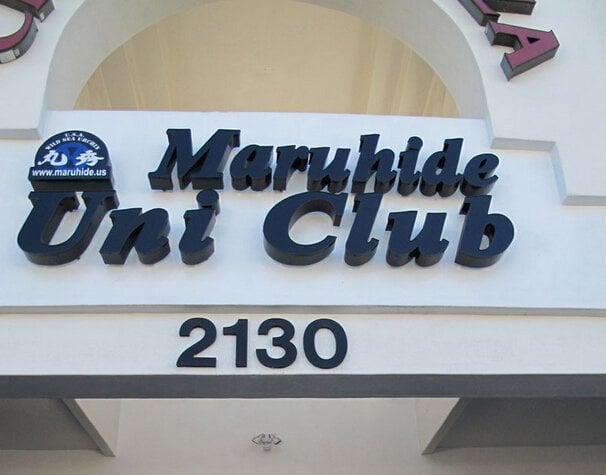 U.S.A.
WILD SEA URCHIN
丸秀
www.maruhide.us
Maruhide
Uni Club
2130